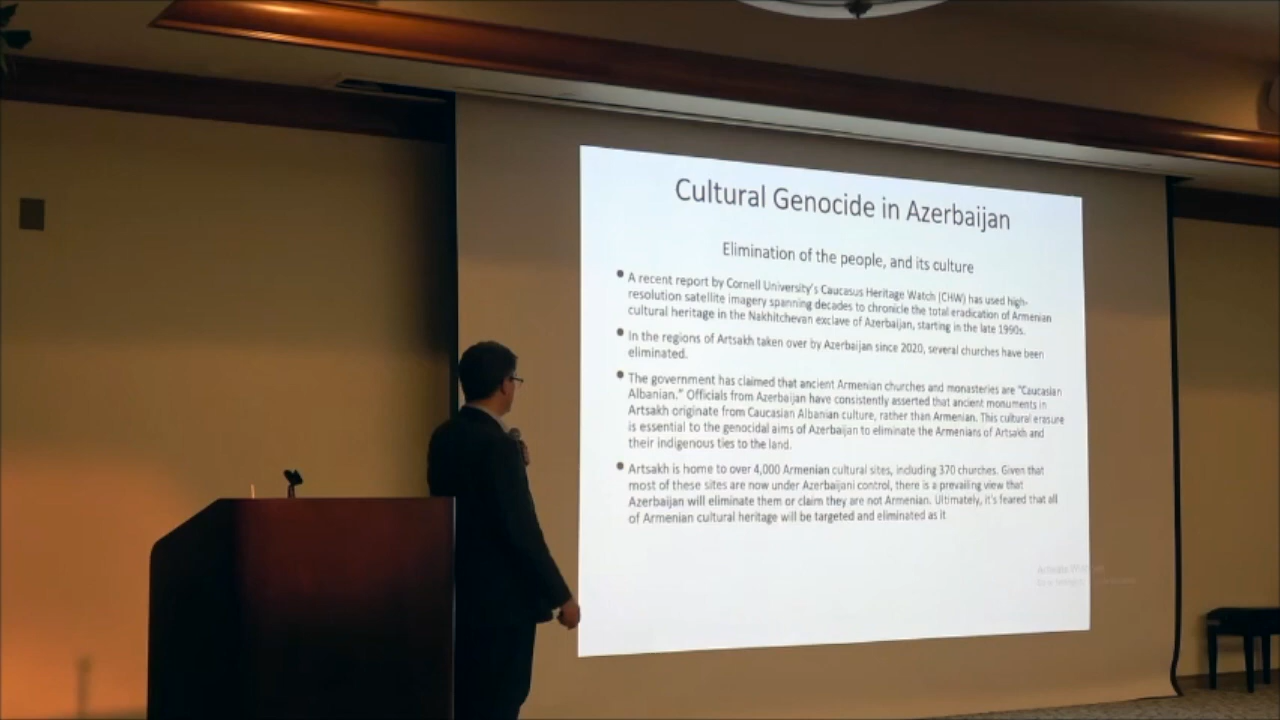 Cultural Genocide in Azerbaijan
Elimination of the people, and its culture
• A recent report by Cornell University's Caucasus Heritage Watch (CHW) has used high-
resolution satellite imagery spanning decades to chronicle the total eradication of Armenian
cultural heritage in the Nakhitchevan exclave of Azerbaijan, starting in the late 1990s.
• In the regions of Artsakh taken over by Azerbaijan since 2020, several churches have been
eliminated.
• The government has claimed that ancient Armenian churches and monasteries are "Caucasian
Albanian." Officials from Azerbaijan have consistently asserted that ancient monuments in
Artsakh originate from Caucasian Albanian culture, rather than Armenian. This cultural erasure
is essential to the genocidal aims of Azerbaijan to eliminate the Armenians of Artsakh and
their indigenous ties to the land.
• Artsakh is home to over 4,000 Armenian cultural sites, including 370 churches. Given that
most of these sites are now under Azerbaijani control, there is a prevailing view that
Azerbaijan will eliminate them or claim they are not Armenian. Ultimately, it's feared that all
of Armenian cultural heritage will be targeted and eliminated as it
Activate